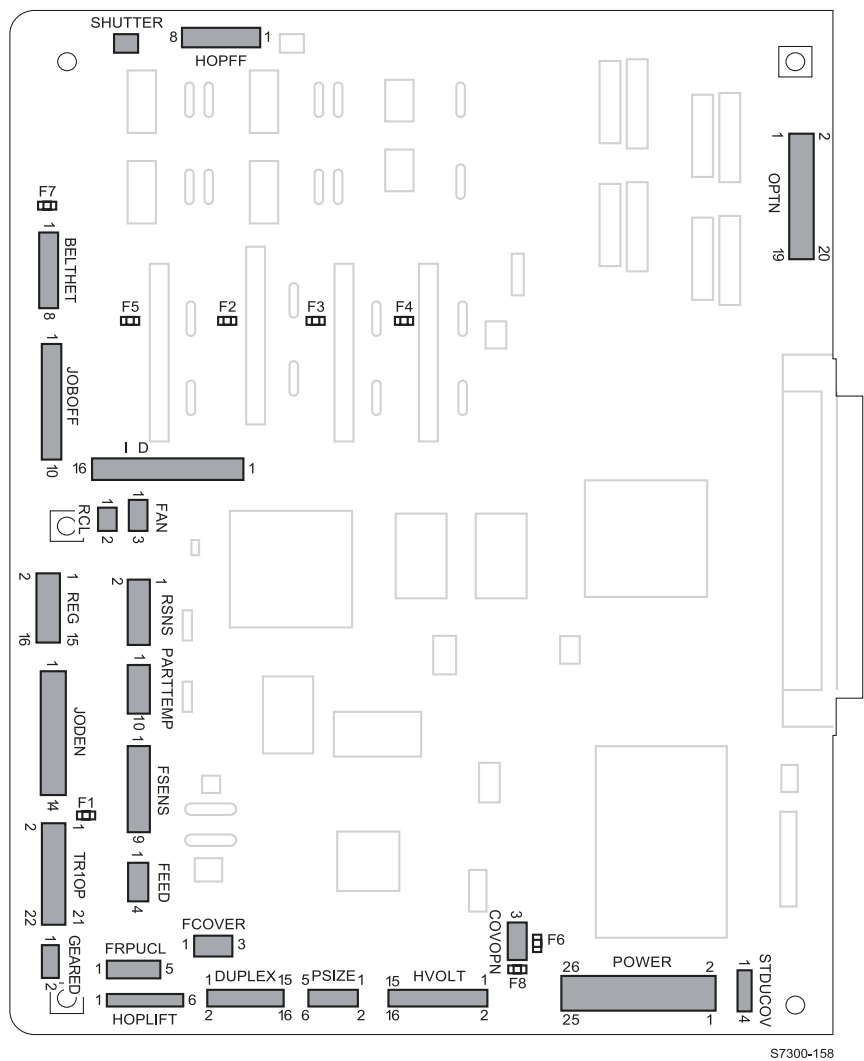 SHUTTER
8 1
HOPFF
1 2
OPTN
19 20
F7
1
BELTHET
8
F5 F2 F3 F4
1
JOBOFF
10
I D
16 1
1
RCL
2
1
FAN
3
2 1
REG
16 15
2 1
RSNS
1
PARTTEMP
10
1
JODEN
14
1
FSENS
9
F1
2 1
TR1OP
22 21
1
FEED
4
1
GEARED
2
FCOVER
1 3
FRPUCL
1 5
1 6
HOPLIFT
1 DUPLEX 15
2 16
5 PSIZE 1
6 2
15 HVOLT 1
16 2
3
COVOPN
F6
F8
26 POWER 2
25 1
1
STDUCOV
4
S7300-158